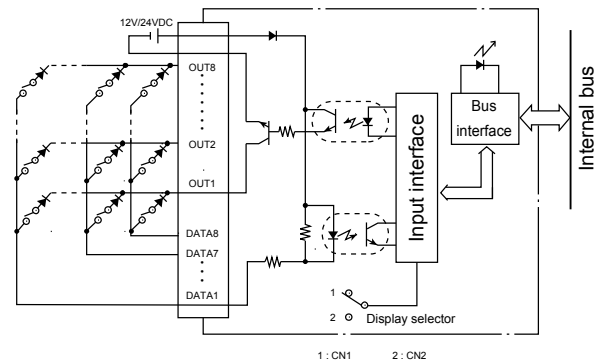 12V/24VDC
OUT8
OUT2
OUT1
DATA8
DATA7
DATA1
Input interface
Bus
interface
Internal bus
1
2 Display selector
1 : CN1 2 : CN2